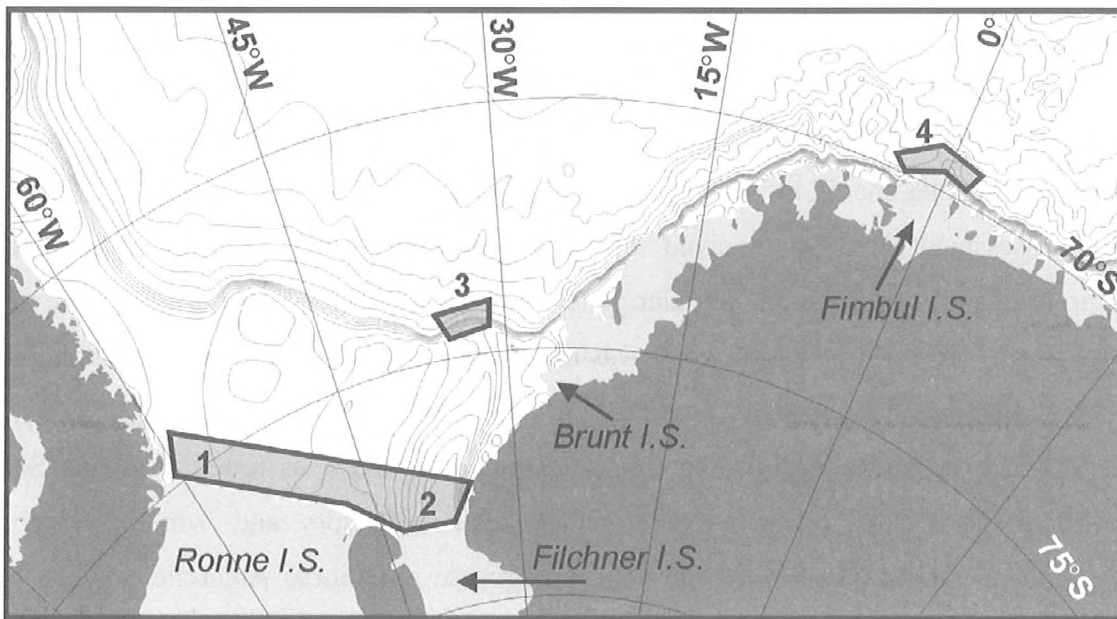 45°W
30°W
15°W
0°
60°W
4
70°S
3
Fimbul I.S.
Brunt I.S.
1
2
Ronne I.S.
Filchner I.S.
75°S